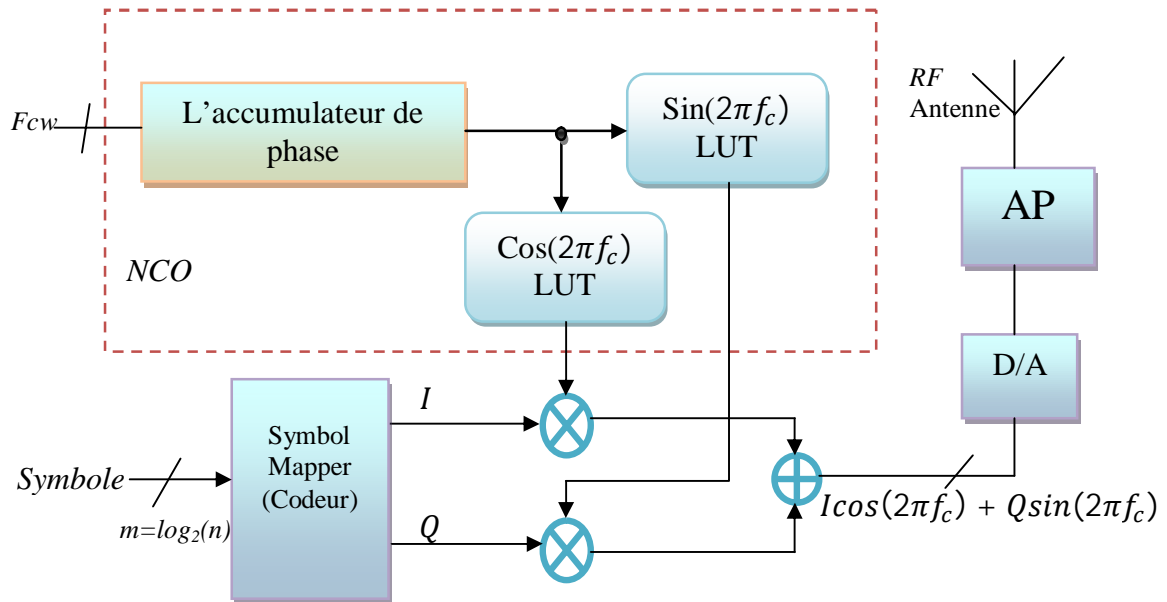 Fcw
L'accumulateur de
phase
Sin(2πf_c)
LUT
Cos(2πf_c)
LUT
NCO
RF
Antenne
AP
D/A
Symbole
m=log_2(n)
Symbol
Mapper
(Codeur)
I
Q
Icos(2πf_c) + Qsin(2πf_c)